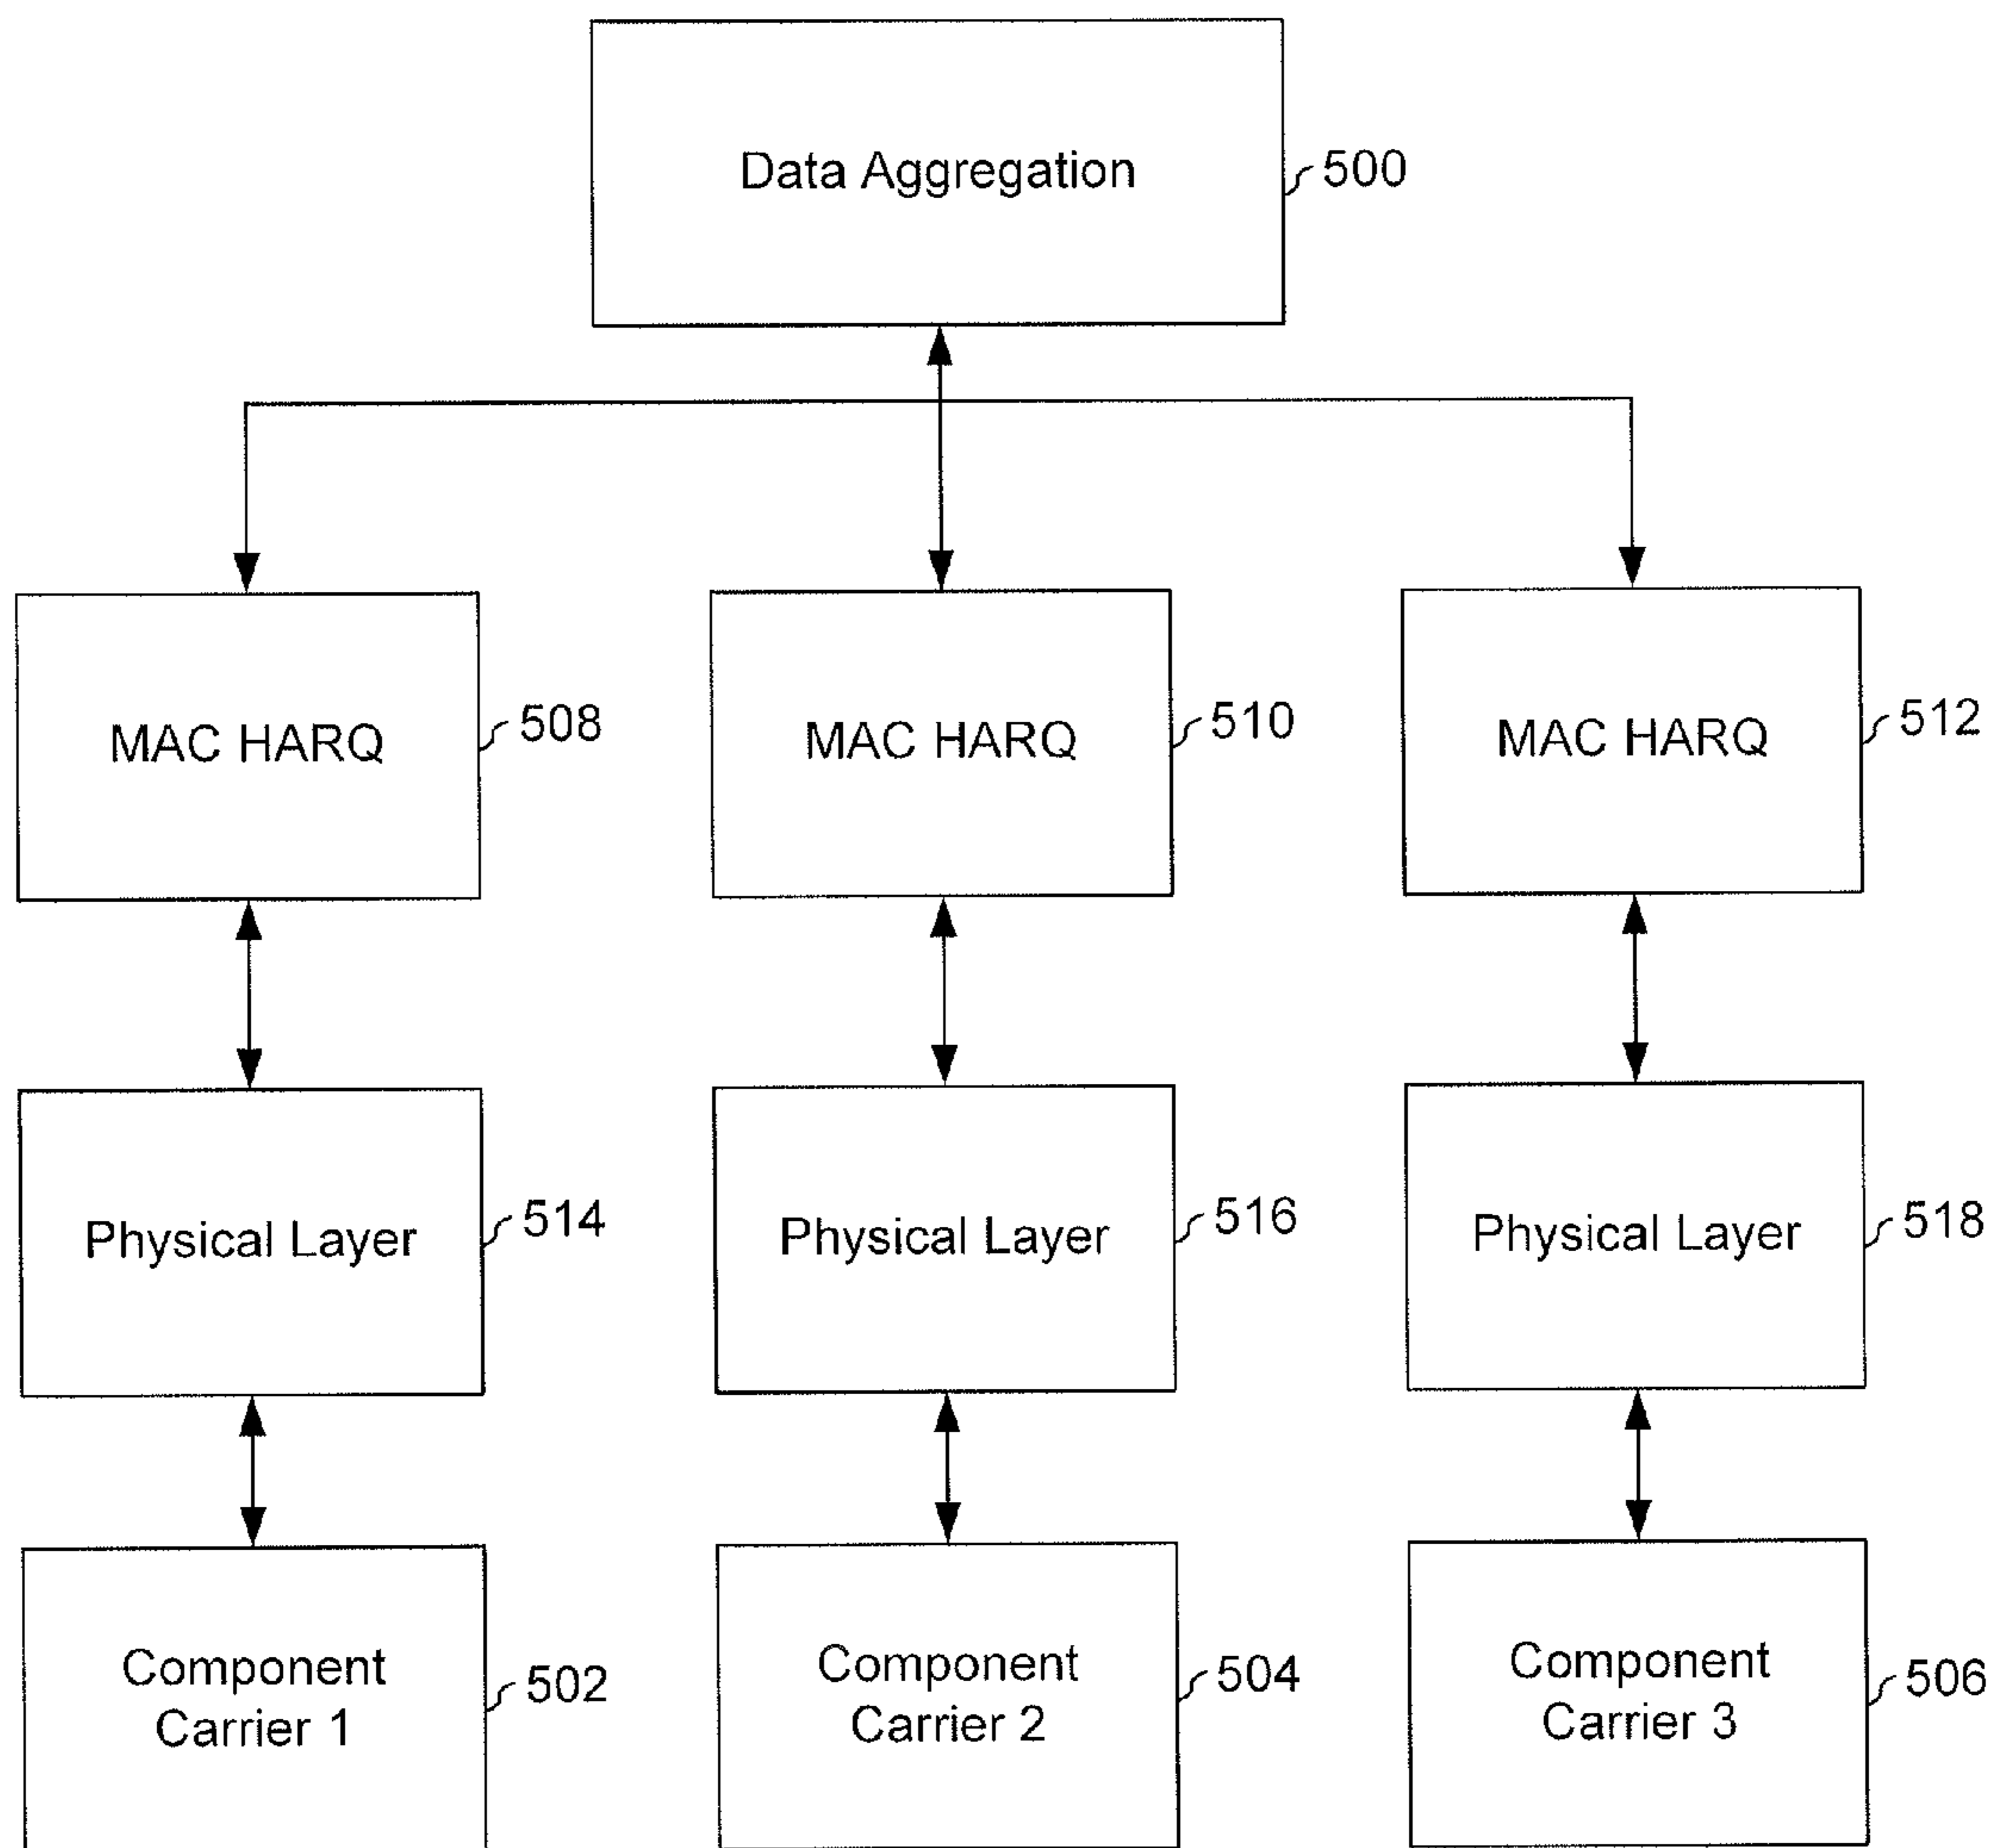 Data Aggregation
500
MAC HARQ
508
MAC HARQ
510
MAC HARQ
512
Physical Layer
514
Physical Layer
516
Physical Layer
518
Component
Carrier 1
502
Component
Carrier 2
504
Component
Carrier 3
506